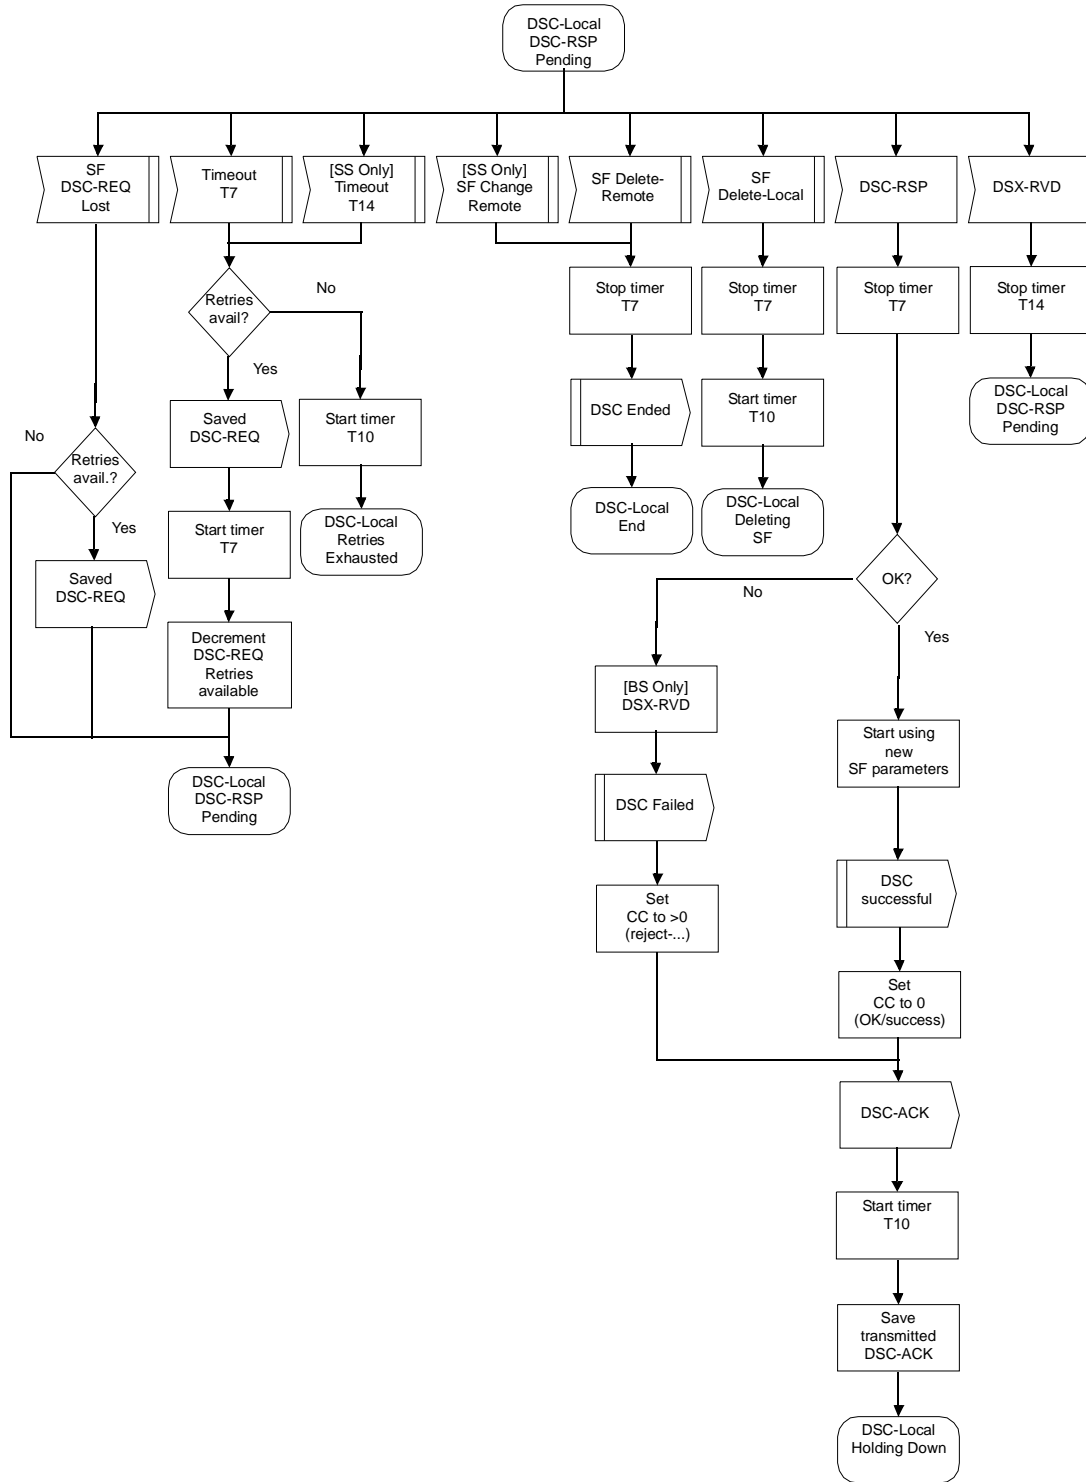 DSC-Local
DSC-RSP
Pending
SF
DSC-REQ
Lost
Timeout
T7
[SS Only]
Timeout
T14
[SS Only]
SF Change
Remote
SF Delete-
Remote
SF
Delete-Local
DSC-RSP
DSX-RVD
Retries
avail?
No
Yes
Stop timer
T7
Stop timer
T7
Stop timer
T7
Stop timer
T14
Saved
DSC-REQ
Start timer
T10
DSC Ended
Start timer
T10
DSC-Local
DSC-RSP
Pending
No
Retries
avail.?
Yes
Start timer
T7
DSC-Local
Retries
Exhausted
DSC-Local
End
DSC-Local
Deleting
SF
Saved
DSC-REQ
OK?
No
Yes
Decrement
DSC-REQ
Retries
available
[BS Only]
DSX-RVD
Start using
new
SF parameters
DSC-Local
DSC-RSP
Pending
DSC Failed
DSC
successful
Set
CC to >0
(reject-...)
Set
CC to 0
(OK/success)
DSC-ACK
Start timer
T10
Save
transmitted
DSC-ACK
DSC-Local
Holding Down